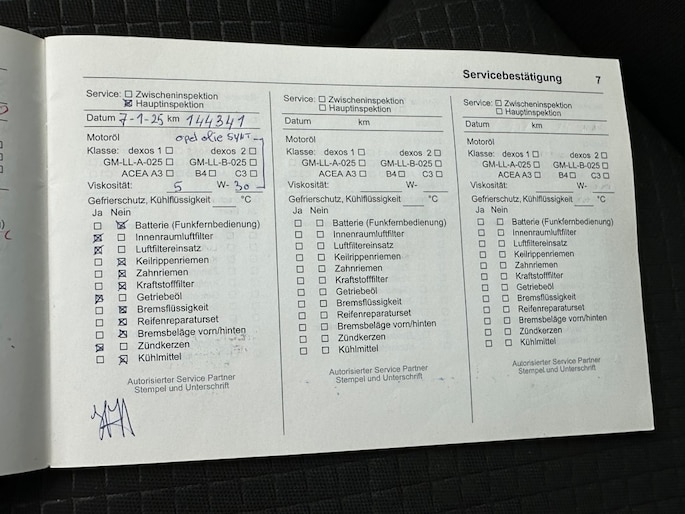 Servicebestätigung 7
Service: ☐ Zwischeninspektion
☒ Hauptinspektion
Datum 7-1-25 km 144341
Motoröl opel olie SYNT
Klasse: dexos 1 ☐ dexos 2 ☐
GM-LL-A-025 ☐ GM-LL-B-025 ☐
ACEA A3 ☐ B4 ☐ C3 ☐
Viskosität: 5 W- 30
Gefrierschutz, Kühlflüssigkeit °C
Ja Nein
☐ ☒ Batterie (Funkfernbedienung)
☒ ☐ Innenraumluftfilter
☒ ☐ Luftfiltereinsatz
☐ ☒ Keilrippenriemen
☐ ☒ Zahnriemen
☐ ☒ Kraftstofffilter
☒ ☐ Getriebeöl
☐ ☒ Bremsflüssigkeit
☐ ☒ Reifenreparaturset
☐ ☒ Bremsbeläge vorn/hinten
☒ ☐ Zündkerzen
☐ ☒ Kühlmittel
Autorisierter Service Partner
Stempel und Unterschrift
Service: ☐ Zwischeninspektion
☐ Hauptinspektion
Datum km
Motoröl
Klasse: dexos 1 ☐ dexos 2 ☐
GM-LL-A-025 ☐ GM-LL-B-025 ☐
ACEA A3 ☐ B4 ☐ C3 ☐
Viskosität: W-
Gefrierschutz, Kühlflüssigkeit °C
Ja Nein
☐ ☐ Batterie (Funkfernbedienung)
☐ ☐ Innenraumluftfilter
☐ ☐ Luftfiltereinsatz
☐ ☐ Keilrippenriemen
☐ ☐ Zahnriemen
☐ ☐ Kraftstofffilter
☐ ☐ Getriebeöl
☐ ☐ Bremsflüssigkeit
☐ ☐ Reifenreparaturset
☐ ☐ Bremsbeläge vorn/hinten
☐ ☐ Zündkerzen
☐ ☐ Kühlmittel
Autorisierter Service Partner
Stempel und Unterschrift
Service: ☐ Zwischeninspektion
☐ Hauptinspektion
Datum km
Motoröl
Klasse: dexos 1 ☐ dexos 2 ☐
GM-LL-A-025 ☐ GM-LL-B-025 ☐
ACEA A3 ☐ B4 ☐ C3 ☐
Viskosität: W-
Gefrierschutz, Kühlflüssigkeit °C
Ja Nein
☐ ☐ Batterie (Funkfernbedienung)
☐ ☐ Innenraumluftfilter
☐ ☐ Luftfiltereinsatz
☐ ☐ Keilrippenriemen
☐ ☐ Zahnriemen
☐ ☐ Kraftstofffilter
☐ ☐ Getriebeöl
☐ ☐ Bremsflüssigkeit
☐ ☐ Reifenreparaturset
☐ ☐ Bremsbeläge vorn/hinten
☐ ☐ Zündkerzen
☐ ☐ Kühlmittel
Autorisierter Service Partner
Stempel und Unterschrift